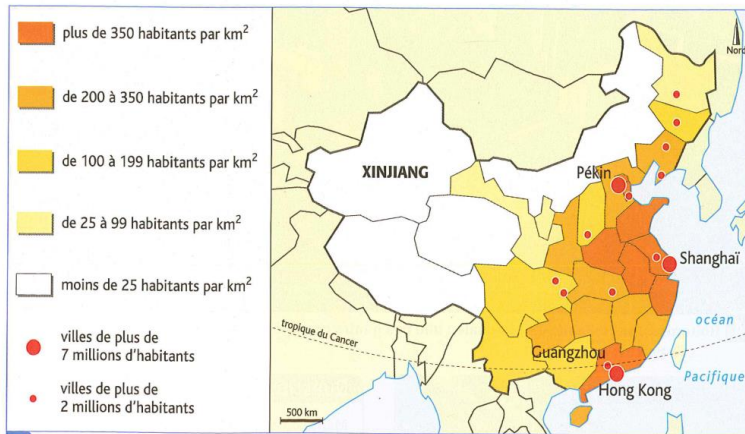 plus de 350 habitants par km²
de 200 à 350 habitants par km²
de 100 à 199 habitants par km²
de 25 à 99 habitants par km²
moins de 25 habitants par km²
villes de plus de
7 millions d'habitants
villes de plus de
2 millions d'habitants
Nord
XINJIANG
Pékin
Shanghaï
océan
Pacifique
tropique du Cancer
Guangzhou
Hong Kong
500 km